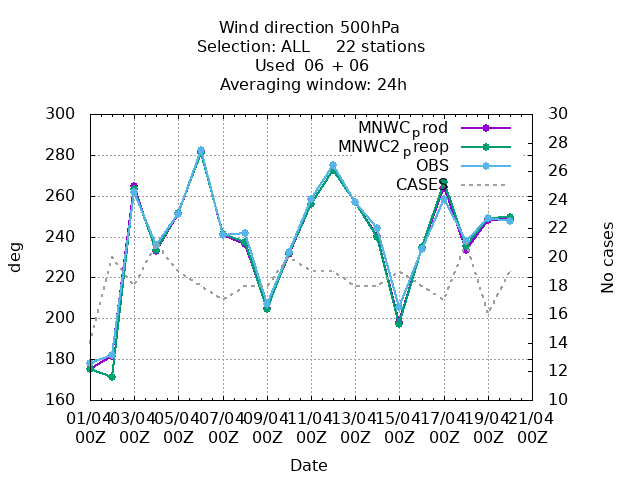 Wind direction 500hPa
Selection: ALL 22 stations
Used 06 + 06
Averaging window: 24h
MNWCprod
MNWC2preop
OBS
CASES
deg
No cases
300
280
260
240
220
200
180
160
30
28
26
24
22
20
18
16
14
12
10
01/04 03/04 05/04 07/04 09/04 11/04 13/04 15/04 17/04 19/04 21/04
00Z 00Z 00Z 00Z 00Z 00Z 00Z 00Z 00Z 00Z 00Z
Date